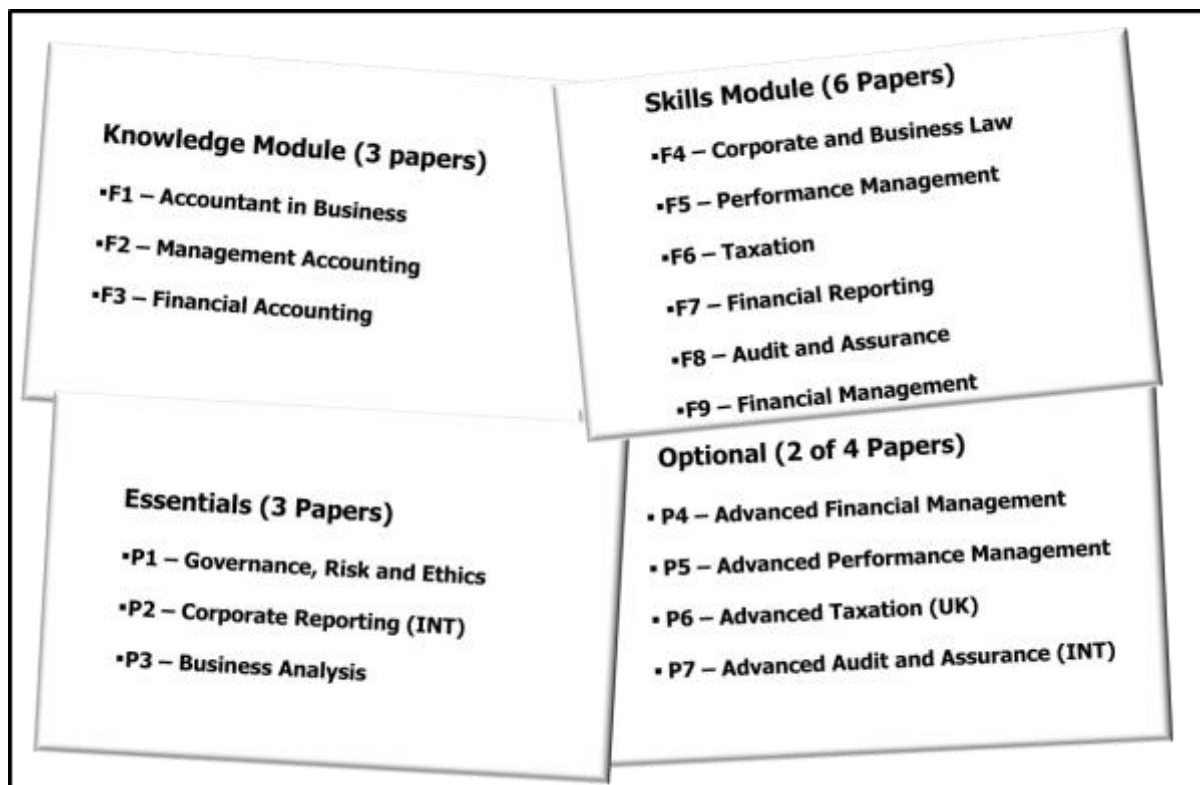 Knowledge Module (3 papers)
▪F1 – Accountant in Business
▪F2 – Management Accounting
▪F3 – Financial Accounting
Skills Module (6 Papers)
▪F4 – Corporate and Business Law
▪F5 – Performance Management
▪F6 – Taxation
▪F7 – Financial Reporting
▪F8 – Audit and Assurance
▪F9 – Financial Management
Essentials (3 Papers)
▪P1 – Governance, Risk and Ethics
▪P2 – Corporate Reporting (INT)
▪P3 – Business Analysis
Optional (2 of 4 Papers)
▪ P4 – Advanced Financial Management
▪ P5 – Advanced Performance Management
▪ P6 – Advanced Taxation (UK)
▪ P7 – Advanced Audit and Assurance (INT)